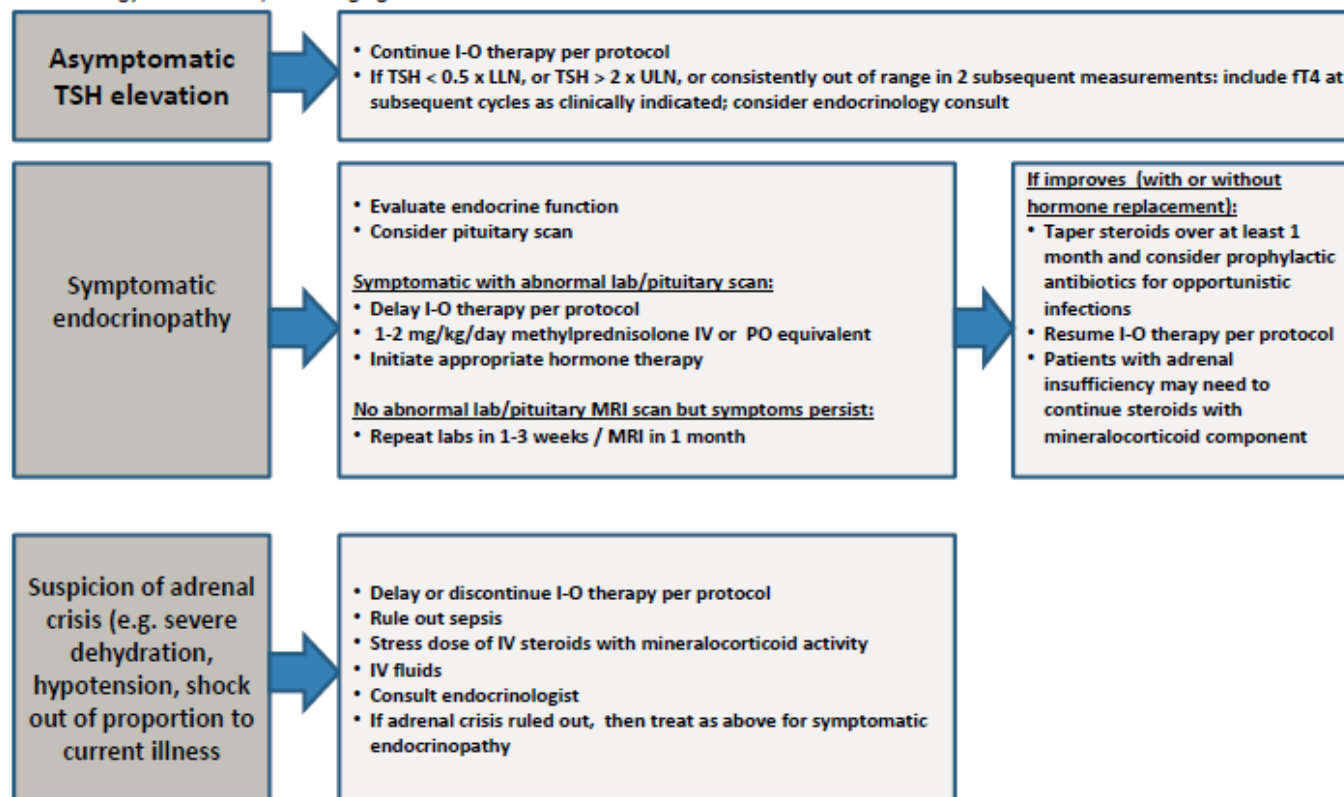 Asymptomatic
TSH elevation
• Continue I-O therapy per protocol
• If TSH < 0.5 x LLN, or TSH > 2 x ULN, or consistently out of range in 2 subsequent measurements: include fT4 at
subsequent cycles as clinically indicated; consider endocrinology consult
Symptomatic
endocrinopathy
• Evaluate endocrine function
• Consider pituitary scan
Symptomatic with abnormal lab/pituitary scan:
• Delay I-O therapy per protocol
• 1-2 mg/kg/day methylprednisolone IV or PO equivalent
• Initiate appropriate hormone therapy
No abnormal lab/pituitary MRI scan but symptoms persist:
• Repeat labs in 1-3 weeks / MRI in 1 month
If improves (with or without
hormone replacement):
• Taper steroids over at least 1
month and consider prophylactic
antibiotics for opportunistic
infections
• Resume I-O therapy per protocol
• Patients with adrenal
insufficiency may need to
continue steroids with
mineralocorticoid component
Suspicion of adrenal
crisis (e.g. severe
dehydration,
hypotension, shock
out of proportion to
current illness
• Delay or discontinue I-O therapy per protocol
• Rule out sepsis
• Stress dose of IV steroids with mineralocorticoid activity
• IV fluids
• Consult endocrinologist
• If adrenal crisis ruled out, then treat as above for symptomatic
endocrinopathy